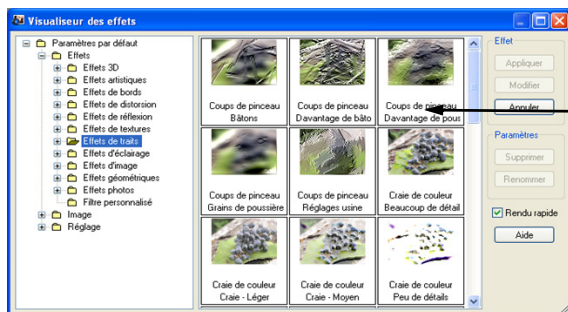 Visualiseur des effets
Paramètres par défaut
Effets
Effets 3D
Effets artistiques
Effets de bords
Effets de distorsion
Effets de réflexion
Effets de textures
Effets de traits
Effets d'éclairage
Effets d'image
Effets géométriques
Effets photos
Filtre personnalisé
Image
Réglage
Coups de pinceau
Bâtons
Coups de pinceau
Davantage de bâto
Coups de pinceau
Davantage de pous
Coups de pinceau
Grains de poussière
Coups de pinceau
Réglages usine
Craie de couleur
Beaucoup de détail
Craie de couleur
Craie - Léger
Craie de couleur
Craie - Moyen
Craie de couleur
Peu de détails
Effet
Appliquer
Modifier
Annuler
Paramètres
Supprimer
Renommer
Rendu rapide
Aide